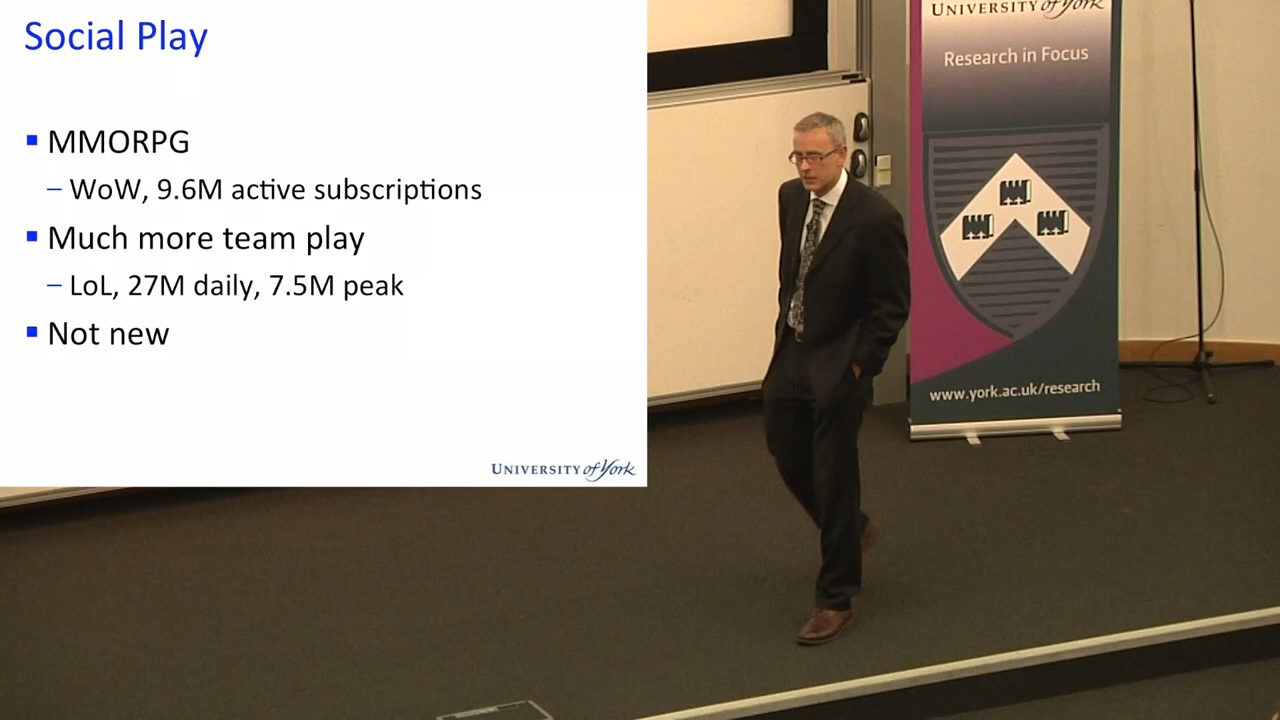 Social Play
▪ MMORPG
– WoW, 9.6M active subscriptions
▪ Much more team play
– LoL, 27M daily, 7.5M peak
▪ Not new
UNIVERSITY of York
UNIVERSITY of York
Research in Focus
www.york.ac.uk/research